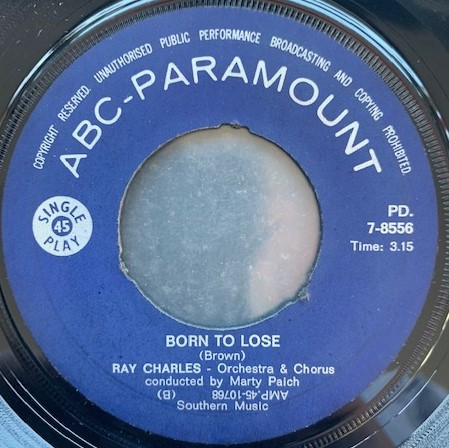 COPYRIGHT RESERVED. UNAUTHORISED PUBLIC PERFORMANCE BROADCASTING AND COPYING PROHIBITED
ABC-PARAMOUNT
SINGLE
45
PLAY
PD.
7-8556
Time: 3.15
BORN TO LOSE
(Brown)
RAY CHARLES - Orchestra & Chorus
conducted by Marty Paich
AMP-45-10768 (B)
Southern Music